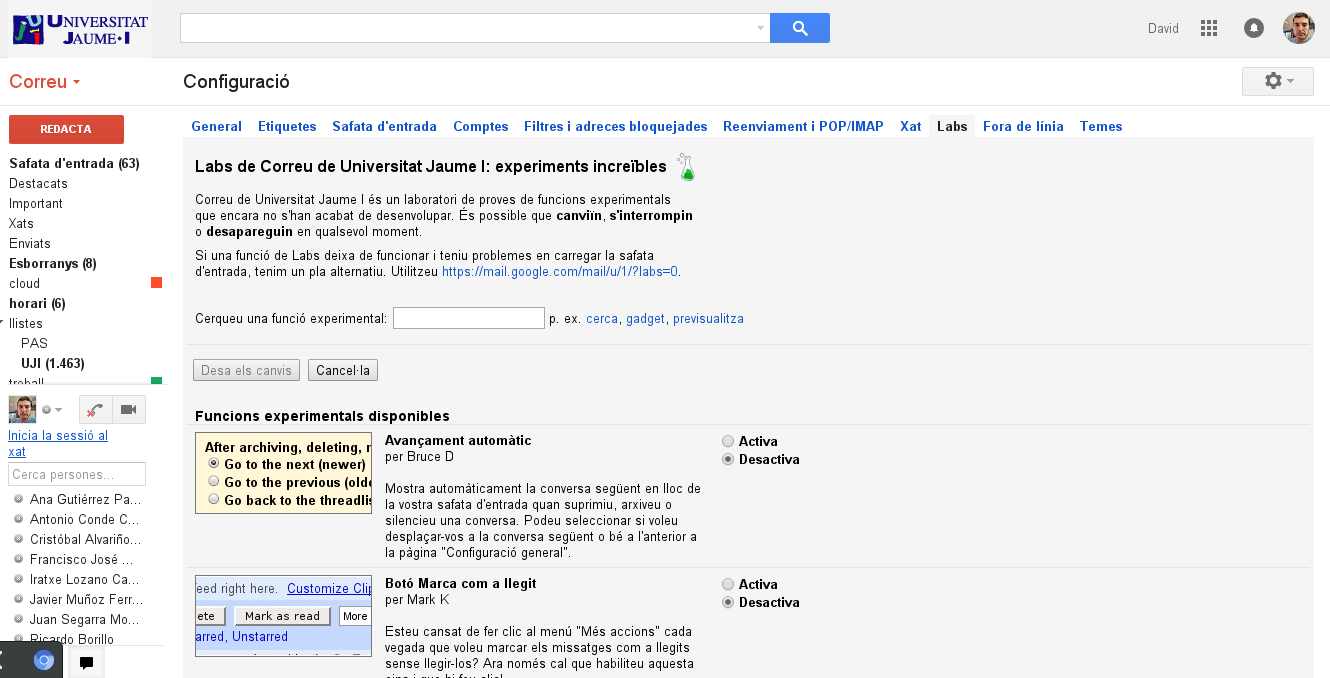 UNIVERSITAT
JAUME·I
David
Correu
Configuració
REDACTA
General Etiquetes Safata d'entrada Comptes Filtres i adreces bloquejades Reenviament i POP/IMAP Xat Labs Fora de línia Temes
Safata d'entrada (63)
Destacats
Important
Xats
Enviats
Esborranys (8)
cloud
horari (6)
llistes
PAS
UJI (1.463)
treball
Inicia la sessió al
xat
Cerca persones...
Ana Gutiérrez Pa...
Antonio Conde C...
Cristóbal Alvariño...
Francisco José ...
Iratxe Lozano Ca...
Javier Muñoz Ferr...
Juan Segarra Mo...
Ricardo Borillo
Labs de Correu de Universitat Jaume I: experiments increïbles
Correu de Universitat Jaume I és un laboratori de proves de funcions experimentals
que encara no s'han acabat de desenvolupar. És possible que canviïn, s'interrompin
o desapareguin en qualsevol moment.
Si una funció de Labs deixa de funcionar i teniu problemes en carregar la safata
d'entrada, tenim un pla alternatiu. Utilitzeu https://mail.google.com/mail/u/1/?labs=0.
Cerqueu una funció experimental: p. ex. cerca, gadget, previsualitza
Desa els canvis Cancel·la
Funcions experimentals disponibles
After archiving, deleting,
Go to the next (newer)
Go to the previous (olde
Go back to the threadlis
Avançament automàtic
per Bruce D
Mostra automàticament la conversa següent en lloc de
la vostra safata d'entrada quan suprimiu, arxiveu o
silencieu una conversa. Podeu seleccionar si voleu
desplaçar-vos a la conversa següent o bé a l'anterior a
la pàgina "Configuració general".
Activa
Desactiva
feed right here. Customize Clip
ete Mark as read More
arred, Unstarred
Botó Marca com a llegit
per Mark K
Esteu cansat de fer clic al menú "Més accions" cada
vegada que voleu marcar els missatges com a llegits
sense llegir-los? Ara només cal que habiliteu aquesta
Activa
Desactiva